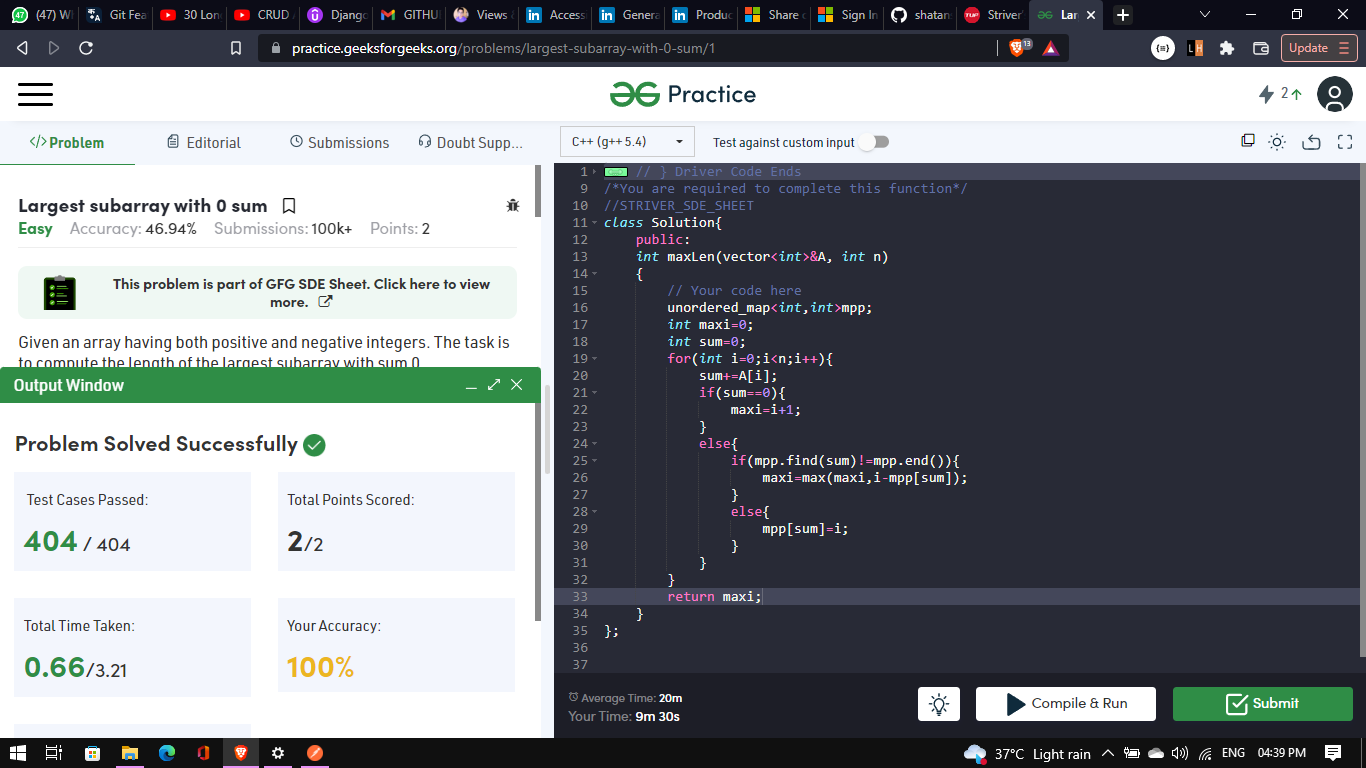 (47) W
Git Fea
30 Lon
CRUD
Djang
GITHU
Views
Access
Genera
Produc
Share
Sign In
shatan
Striver'
Lar
practice.geeksforgeeks.org/problems/largest-subarray-with-0-sum/1
13
Update
Practice
2
</>Problem
Editorial
Submissions
Doubt Supp...
C++ (g++ 5.4)
Test against custom input
Largest subarray with 0 sum
Easy Accuracy: 46.94% Submissions: 100k+ Points: 2
This problem is part of GFG SDE Sheet. Click here to view
more.
Given an array having both positive and negative integers. The task is
to compute the length of the largest subarray with sum 0.
Output Window
Problem Solved Successfully
Test Cases Passed:
404 / 404
Total Points Scored:
2/2
Total Time Taken:
0.66/3.21
Your Accuracy:
100%
1 // } Driver Code Ends
9 /*You are required to complete this function*/
10 //STRIVER_SDE_SHEET
11 class Solution{
12 public:
13 int maxLen(vector<int>&A, int n)
14 {
15 // Your code here
16 unordered_map<int,int>mpp;
17 int maxi=0;
18 int sum=0;
19 for(int i=0;i<n;i++){
20 sum+=A[i];
21 if(sum==0){
22 maxi=i+1;
23 }
24 else{
25 if(mpp.find(sum)!=mpp.end()){
26 maxi=max(maxi,i-mpp[sum]);
27 }
28 else{
29 mpp[sum]=i;
30 }
31 }
32 }
33 return maxi;
34 }
35 };
36
37
Average Time: 20m
Your Time: 9m 30s
Compile & Run
Submit
37°C Light rain
ENG
04:39 PM